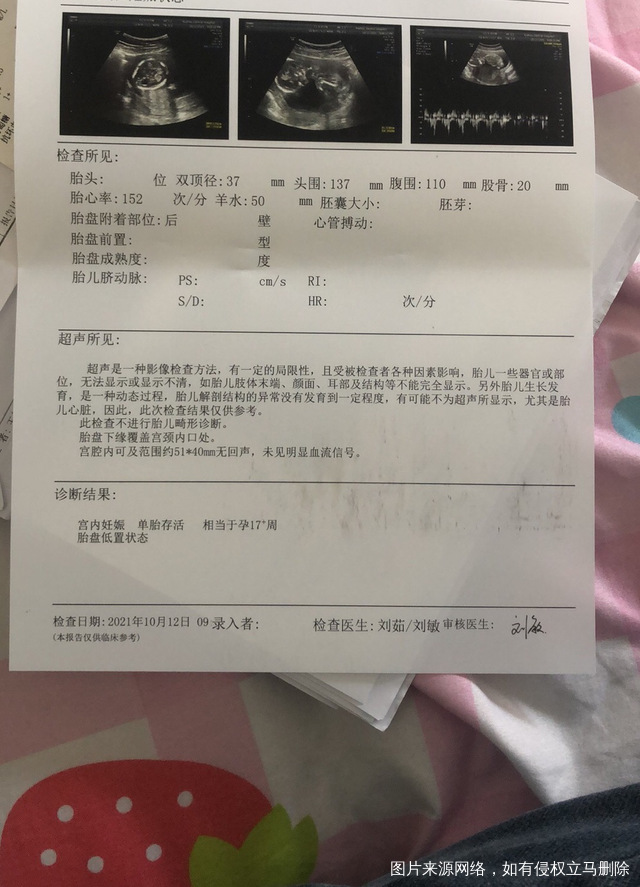 检查所见:
胎头: 位 双顶径:37 mm 头围:137 mm 腹围:110 mm 股骨:20 mm
胎心率:152 次/分 羊水:50 mm 胚囊大小: 胚芽:
胎盘附着部位:后 壁 心管搏动:
胎盘前置: 型
胎盘成熟度: 度
胎儿脐动脉: PS: cm/s RI:
S/D: HR: 次/分
超声所见:
超声是一种影像检查方法，有一定的局限性，且受被检查者各种因素影响，胎儿一些器官或部
位，无法显示或显示不清，如胎儿肢体末端、颜面、耳部及结构等不能完全显示。另外胎儿生长发
育，是一种动态过程，胎儿解剖结构的异常没有发育到一定程度，有可能不为超声所显示，尤其是胎
儿心脏，因此，此次检查结果仅供参考。
此检查不进行胎儿畸形诊断。
胎盘下缘覆盖宫颈内口处。
宫腔内可及范围约51*40mm无回声，未见明显血流信号。
诊断结果:
宫内妊娠 单胎存活 相当于孕17⁺周
胎盘低置状态
检查日期:2021年10月12日 09 录入者: 检查医生:刘茹/刘敏 审核医生: 刘敏
(本报告仅供临床参考)
图片来源网络，如有侵权立马删除